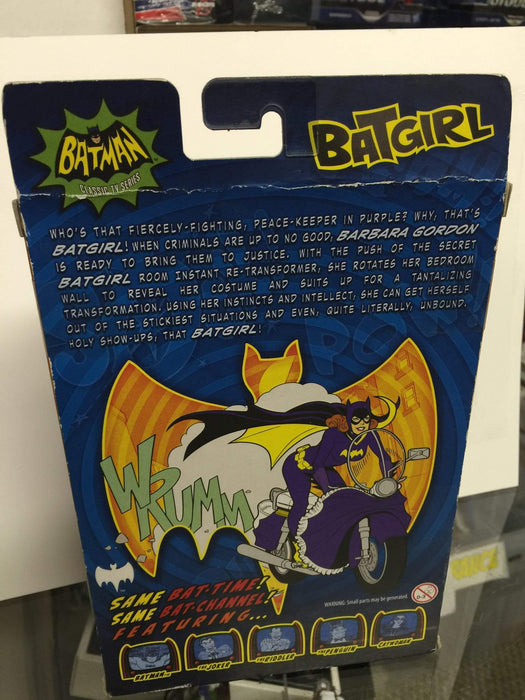 BATMAN
CLASSIC TV SERIES
BATGIRL
WHO'S THAT FIERCELY-FIGHTING, PEACE-KEEPER IN PURPLE? WHY, THAT'S
BATGIRL! WHEN CRIMINALS ARE UP TO NO GOOD, BARBARA GORDON
IS READY TO BRING THEM TO JUSTICE. WITH THE PUSH OF THE SECRET
BATGIRL ROOM INSTANT RE-TRANSFORMER, SHE ROTATES HER BEDROOM
WALL TO REVEAL HER COSTUME AND SUITS UP FOR A TANTALIZING
TRANSFORMATION. USING HER INSTINCTS AND INTELLECT, SHE CAN GET HERSELF
OUT OF THE STICKIEST SITUATIONS AND EVEN, QUITE LITERALLY, UNBOUND.
HOLY SHOW-UPS, THAT BATGIRL!
POW!
VRRUMM
SAME BAT-TIME!
SAME BAT-CHANNEL!
FEATURING...
WARNING: Small parts may be generated.
0-3
BATMAN™
THE JOKER
THE RIDDLER
THE PENGUIN
CATWOMAN